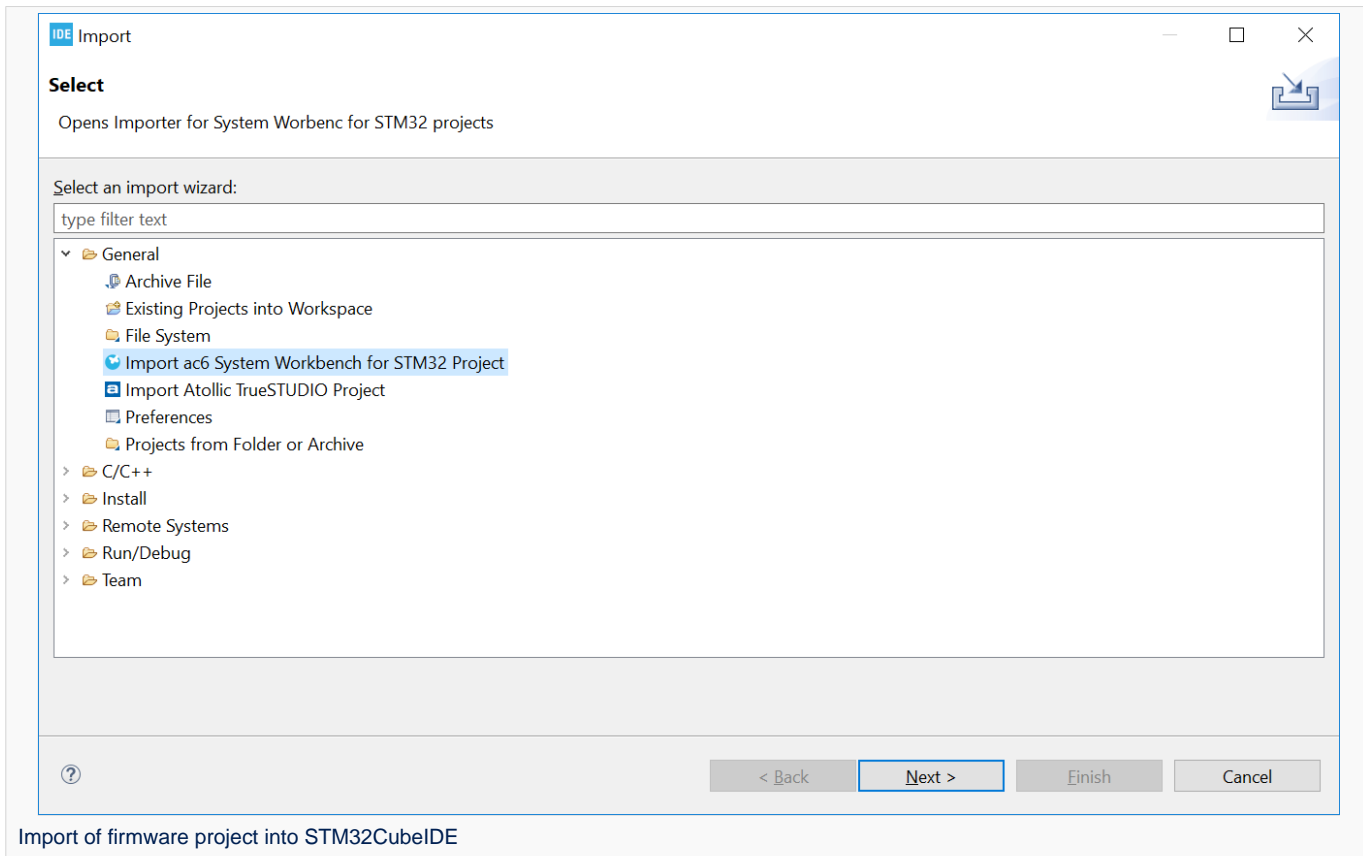 IDE Import
Select
Opens Importer for System Worbenc for STM32 projects
Select an import wizard:
type filter text
General
Archive File
Existing Projects into Workspace
File System
Import ac6 System Workbench for STM32 Project
a Import Atollic TrueSTUDIO Project
Preferences
Projects from Folder or Archive
C/C++
Install
Remote Systems
Run/Debug
Team
? < Back Next > Finish Cancel
Import of firmware project into STM32CubeIDE